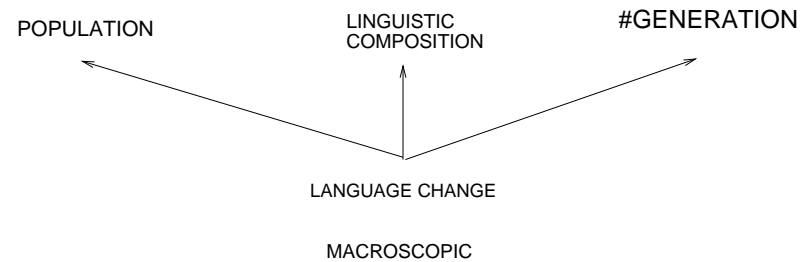 POPULATION
LINGUISTIC
COMPOSITION
#GENERATION
LANGUAGE CHANGE
MACROSCOPIC